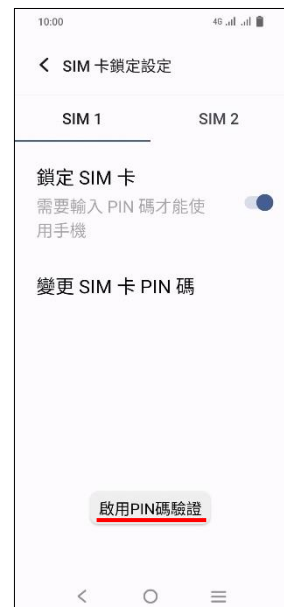 10:00 4G
SIM 卡鎖定設定
SIM 1 SIM 2
鎖定 SIM 卡
需要輸入 PIN 碼才能使
用手機
變更 SIM 卡 PIN 碼
啟用PIN碼驗證